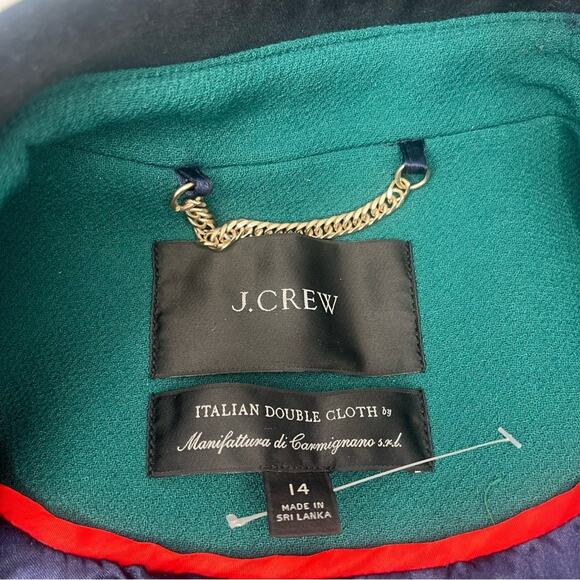 J.CREW
ITALIAN DOUBLE CLOTH by
Manifattura di Carmignano s.r.l.
14
MADE IN
SRI LANKA